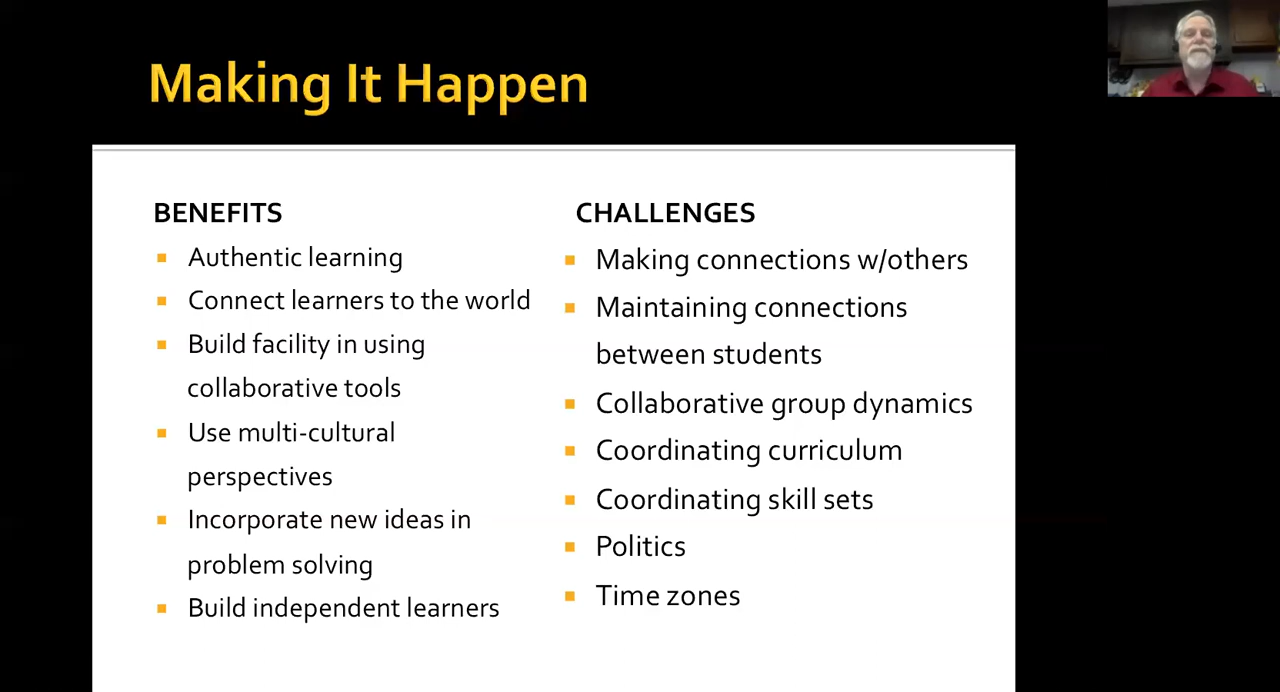 Making It Happen
BENEFITS
Authentic learning
Connect learners to the world
Build facility in using
collaborative tools
Use multi-cultural
perspectives
Incorporate new ideas in
problem solving
Build independent learners
CHALLENGES
Making connections w/others
Maintaining connections
between students
Collaborative group dynamics
Coordinating curriculum
Coordinating skill sets
Politics
Time zones